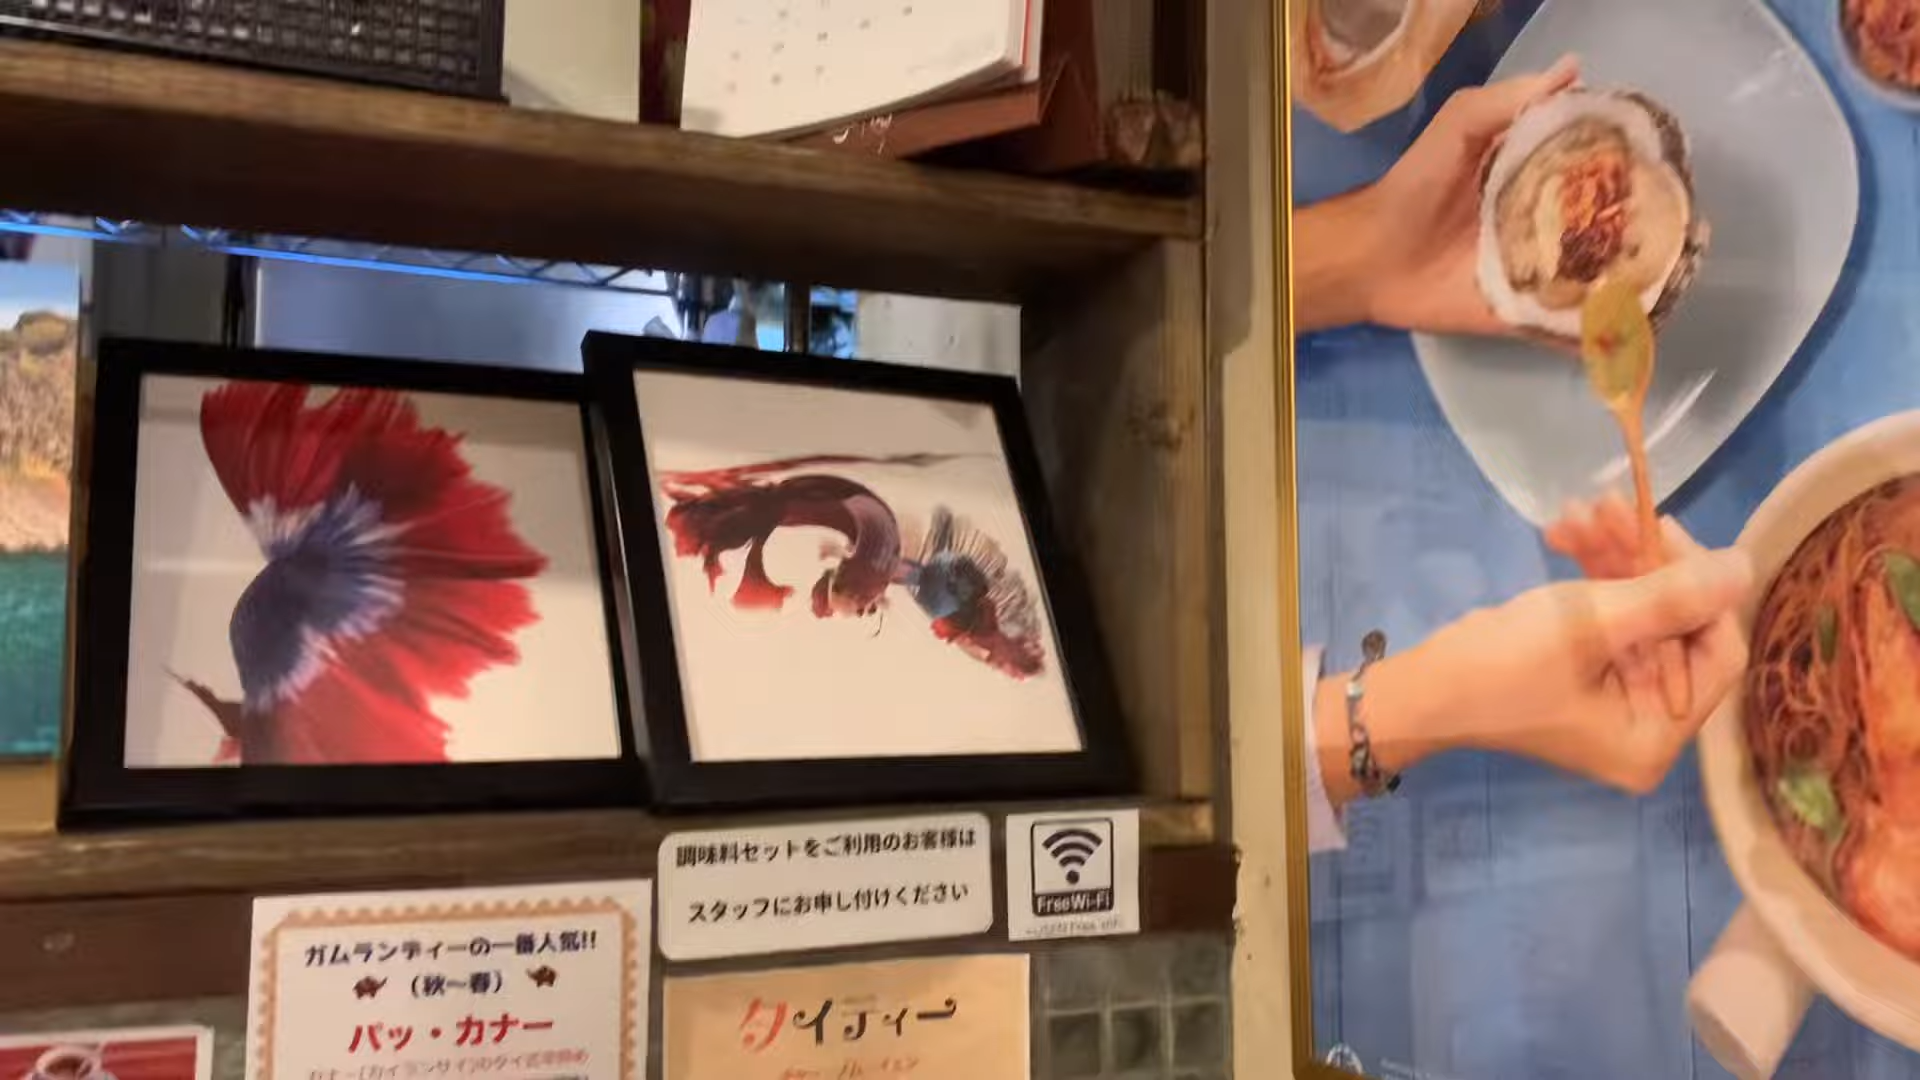 調味料セットをご利用のお客様は
スタッフにお申し付けください
FreeWi-Fi
ガムランディーの一番人気!!
(秋〜春)
パッ・カナー
タイティー